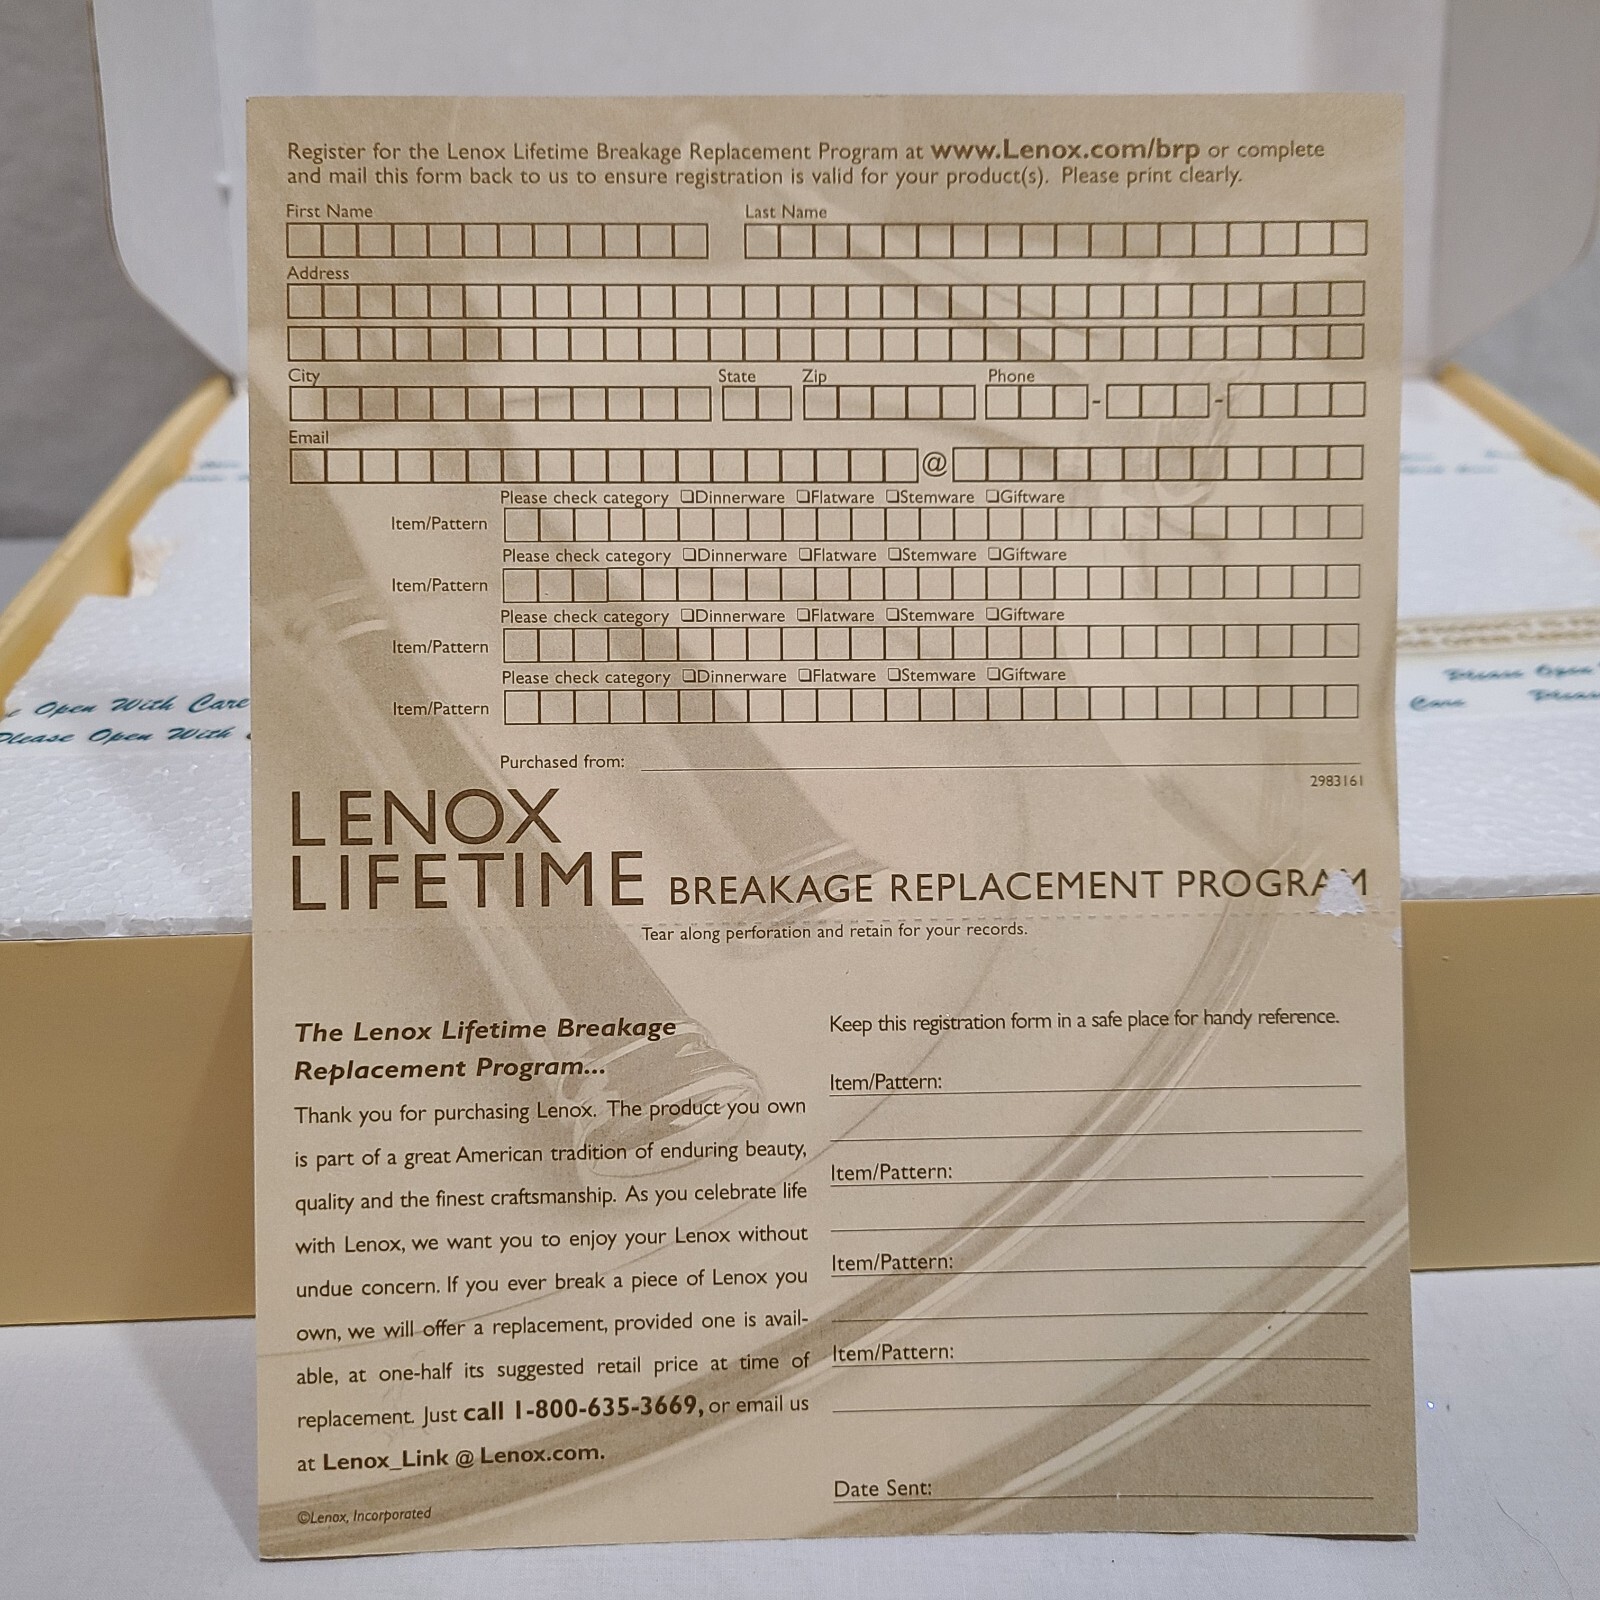 Register for the Lenox Lifetime Breakage Replacement Program at www.Lenox.com/brp or complete
and mail this form back to us to ensure registration is valid for your product(s). Please print clearly.
First Name Last Name
Address
City State Zip Phone
- -
Email
@
Please check category ❑Dinnerware ❑Flatware ❑Stemware ❑Giftware
Item/Pattern
Please check category ❑Dinnerware ❑Flatware ❑Stemware ❑Giftware
Item/Pattern
Please check category ❑Dinnerware ❑Flatware ❑Stemware ❑Giftware
Item/Pattern
Please check category ❑Dinnerware ❑Flatware ❑Stemware ❑Giftware
Item/Pattern
Purchased from:
2983161
LENOX
LIFETIME BREAKAGE REPLACEMENT PROGRAM
Tear along perforation and retain for your records.
The Lenox Lifetime Breakage
Replacement Program...
Thank you for purchasing Lenox. The product you own
is part of a great American tradition of enduring beauty,
quality and the finest craftsmanship. As you celebrate life
with Lenox, we want you to enjoy your Lenox without
undue concern. If you ever break a piece of Lenox you
own, we will offer a replacement, provided one is avail-
able, at one-half its suggested retail price at time of
replacement. Just call 1-800-635-3669, or email us
at Lenox_Link @ Lenox.com.
©Lenox, Incorporated
Keep this registration form in a safe place for handy reference.
Item/Pattern:
Item/Pattern:
Item/Pattern:
Item/Pattern:
Date Sent:
Open With Care
Please Open With
Please Open
Care